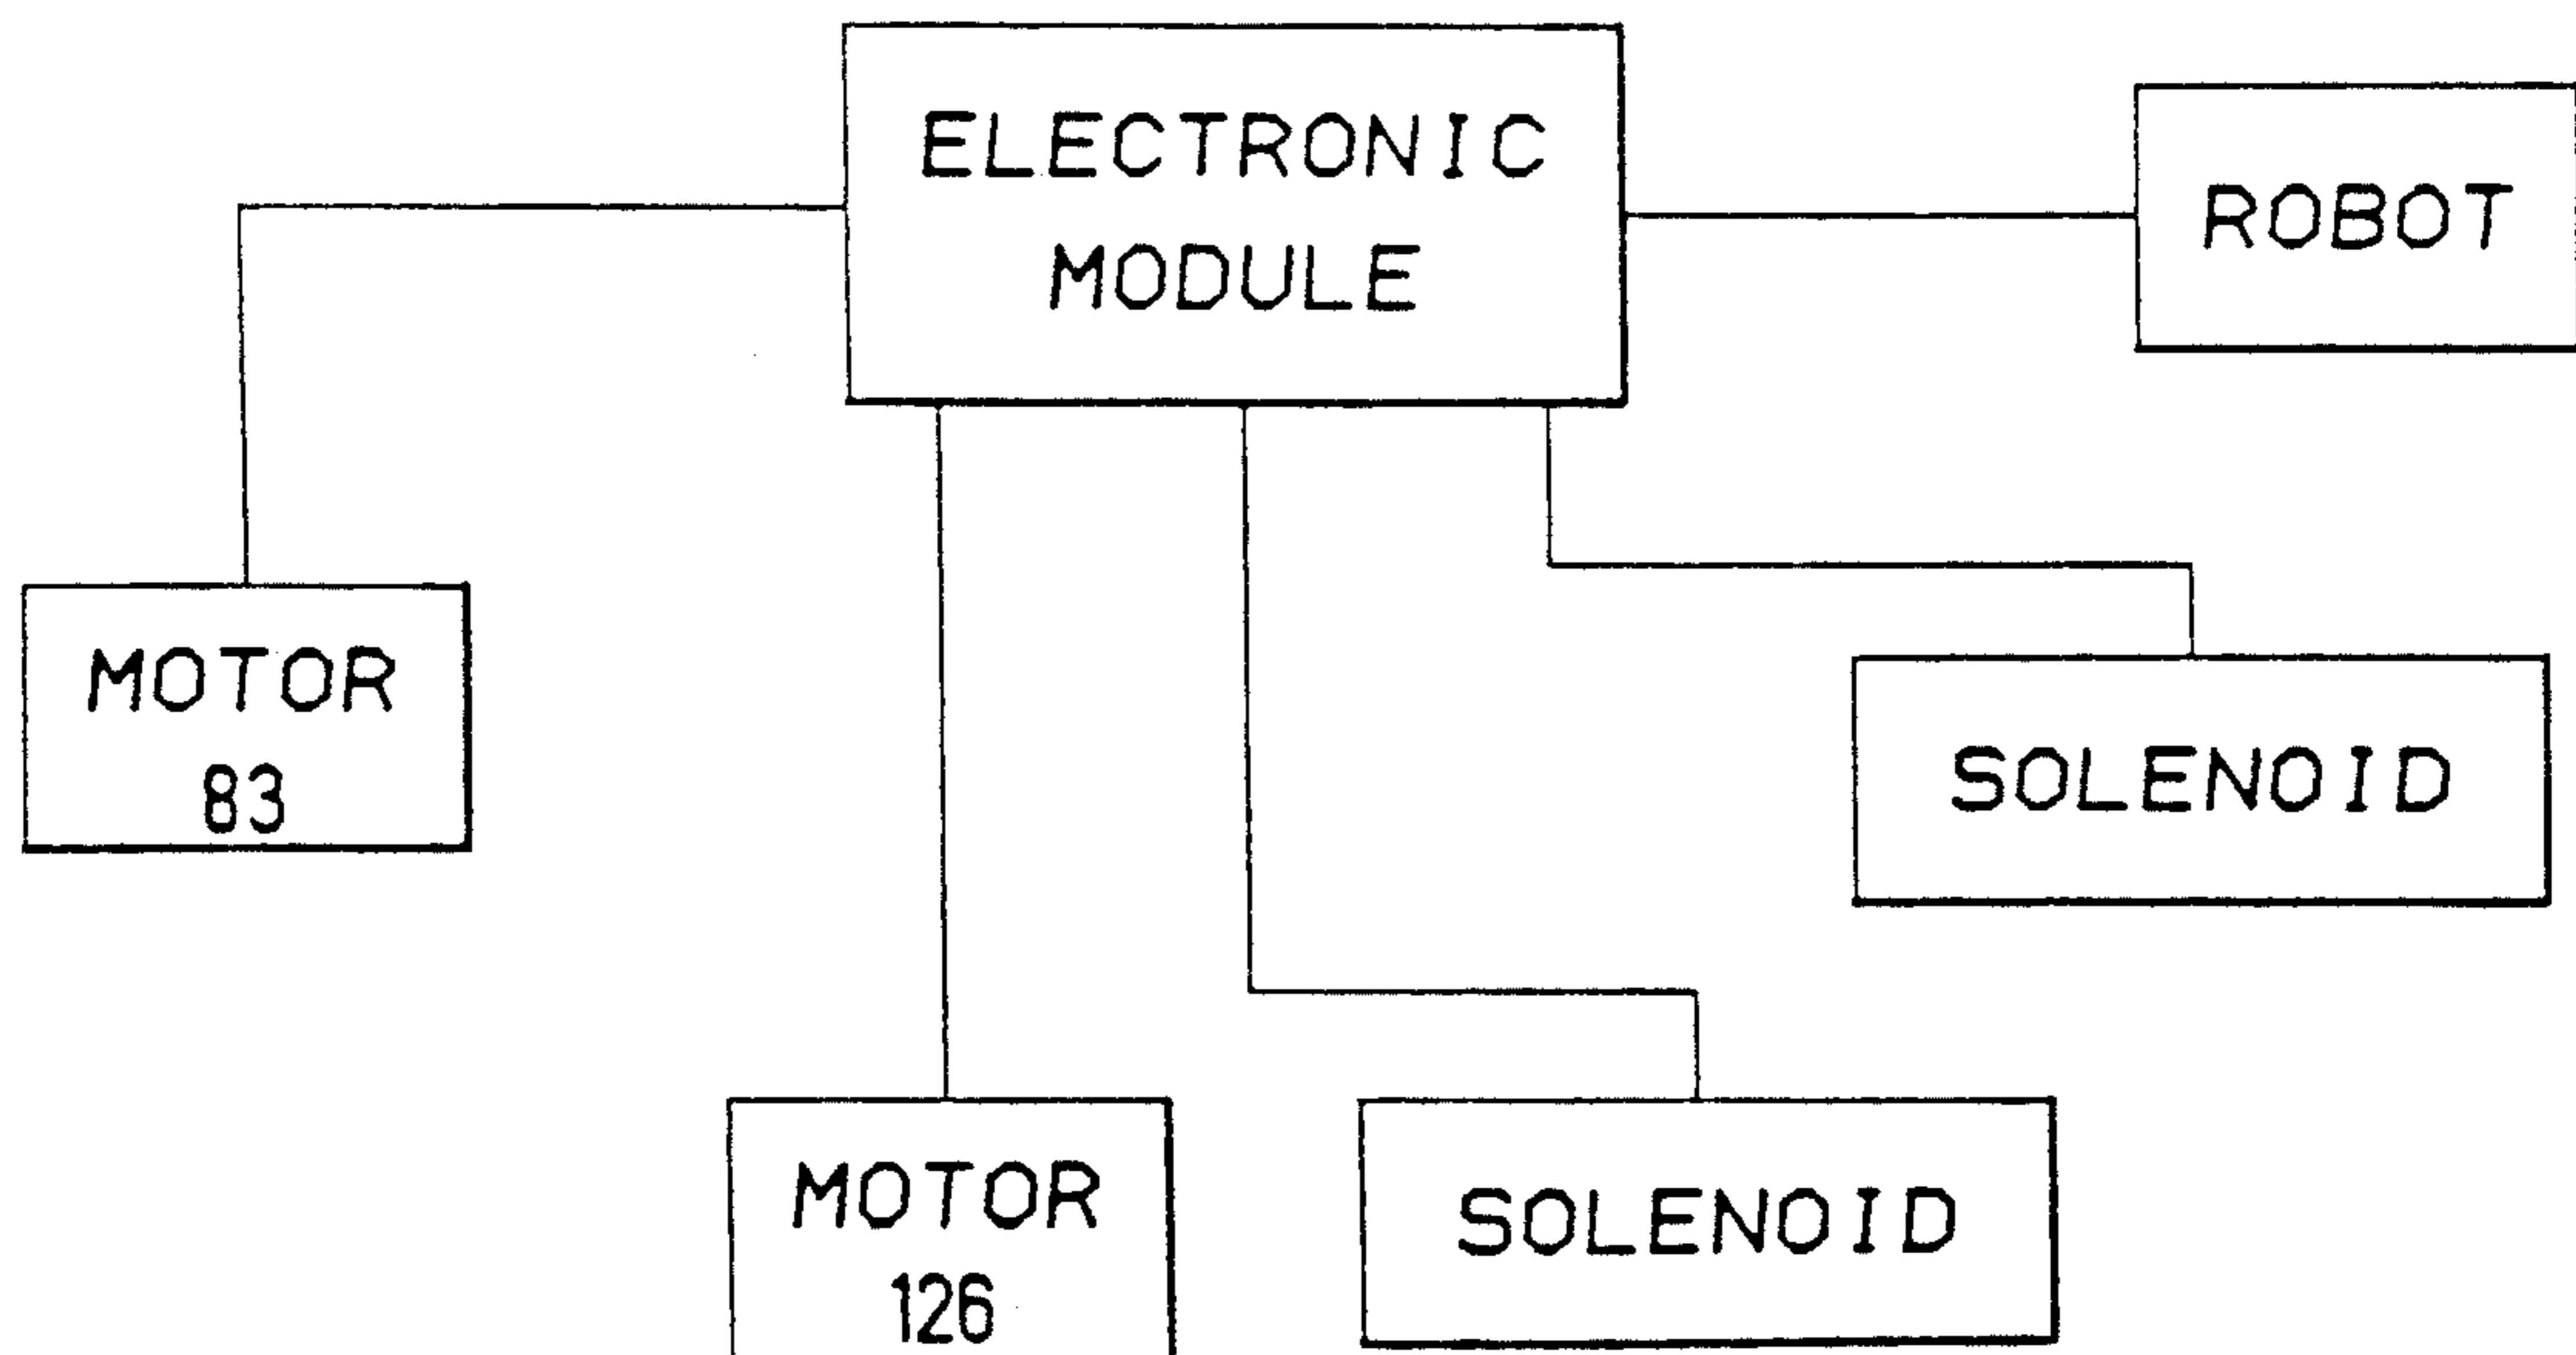 ELECTRONIC
MODULE
ROBOT
MOTOR
83
SOLENOID
MOTOR
126
SOLENOID